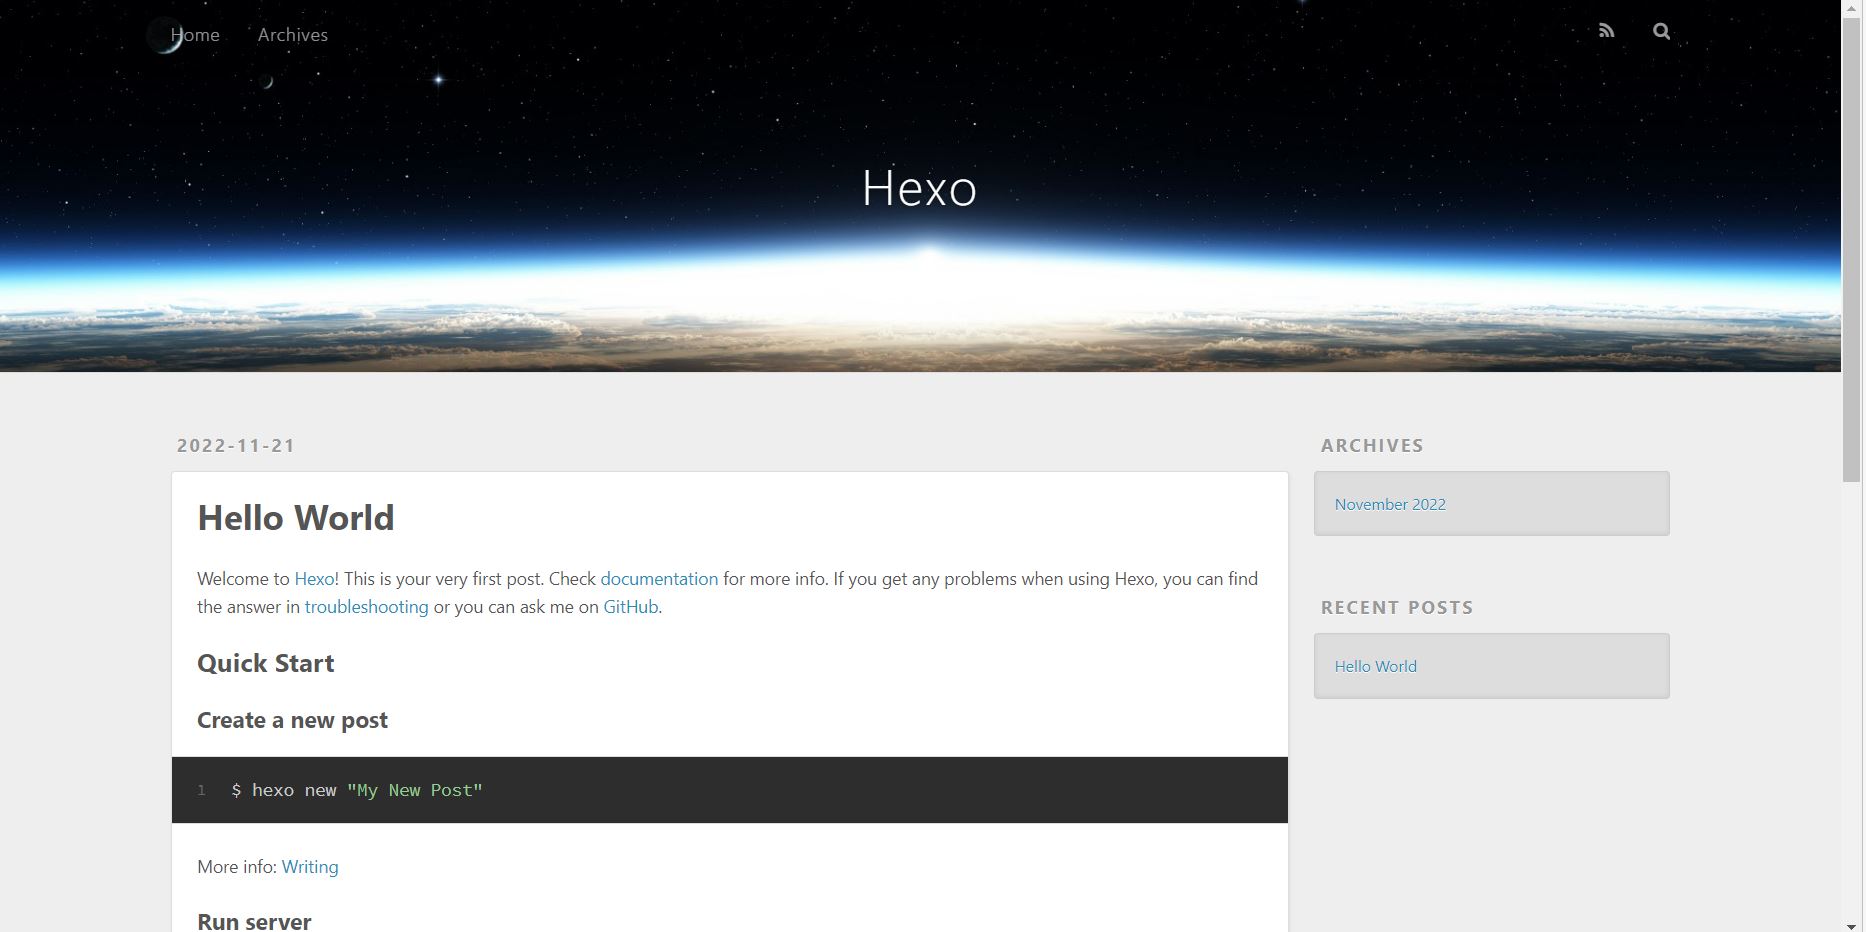 Home Archives
Hexo
2022-11-21
Hello World
Welcome to Hexo! This is your very first post. Check documentation for more info. If you get any problems when using Hexo, you can find
the answer in troubleshooting or you can ask me on GitHub.
Quick Start
Create a new post
1 $ hexo new "My New Post"
More info: Writing
Run server
ARCHIVES
November 2022
RECENT POSTS
Hello World